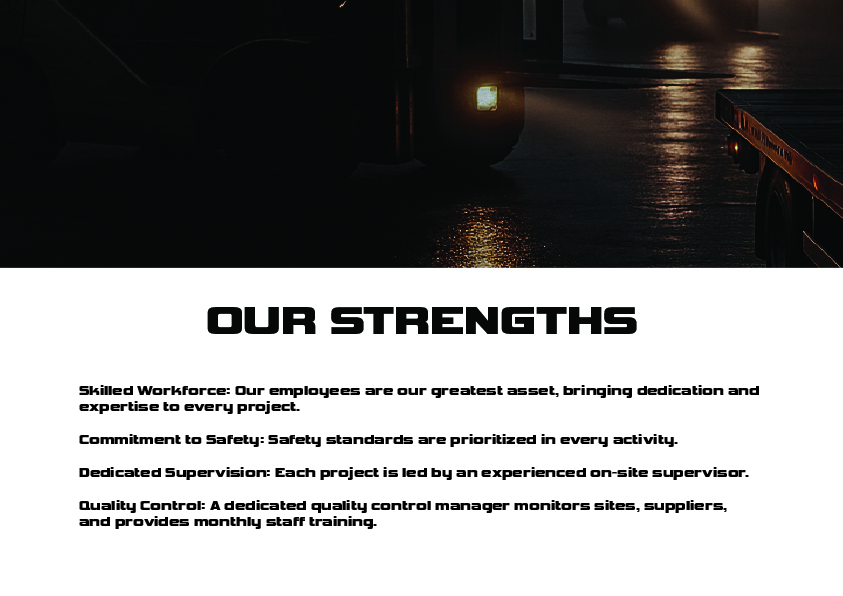 OUR STRENGTHS
Skilled Workforce: Our employees are our greatest asset, bringing dedication and
expertise to every project.
Commitment to Safety: Safety standards are prioritized in every activity.
Dedicated Supervision: Each project is led by an experienced on-site supervisor.
Quality Control: A dedicated quality control manager monitors sites, suppliers,
and provides monthly staff training.